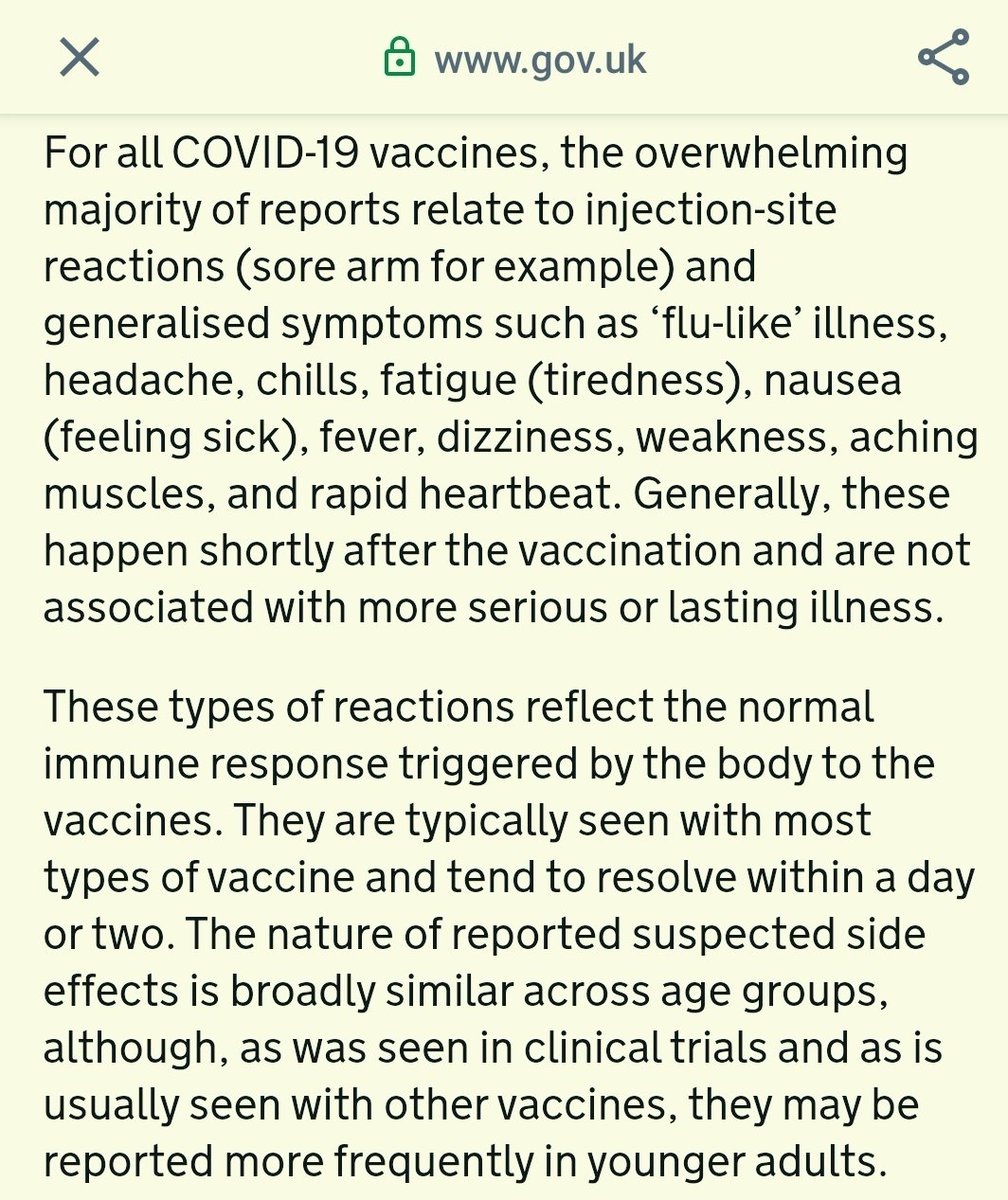 www.gov.uk
For all COVID-19 vaccines, the overwhelming
majority of reports relate to injection-site
reactions (sore arm for example) and
generalised symptoms such as ‘flu-like’ illness,
headache, chills, fatigue (tiredness), nausea
(feeling sick), fever, dizziness, weakness, aching
muscles, and rapid heartbeat. Generally, these
happen shortly after the vaccination and are not
associated with more serious or lasting illness.
These types of reactions reflect the normal
immune response triggered by the body to the
vaccines. They are typically seen with most
types of vaccine and tend to resolve within a day
or two. The nature of reported suspected side
effects is broadly similar across age groups,
although, as was seen in clinical trials and as is
usually seen with other vaccines, they may be
reported more frequently in younger adults.